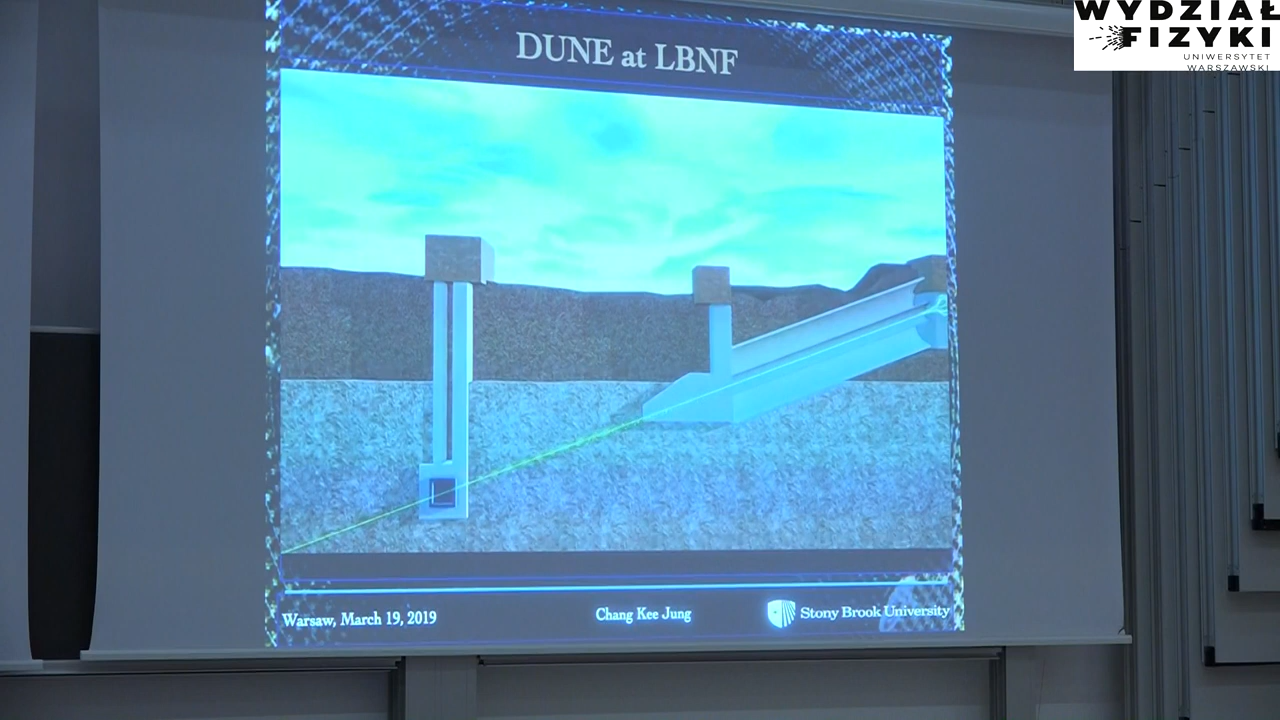 WYDZIAŁ
FIZYKI
UNIWERSYTET
WARSZAWSKI
DUNE at LBNF
Warsaw, March 19, 2019
Chang Kee Jung
Stony Brook University